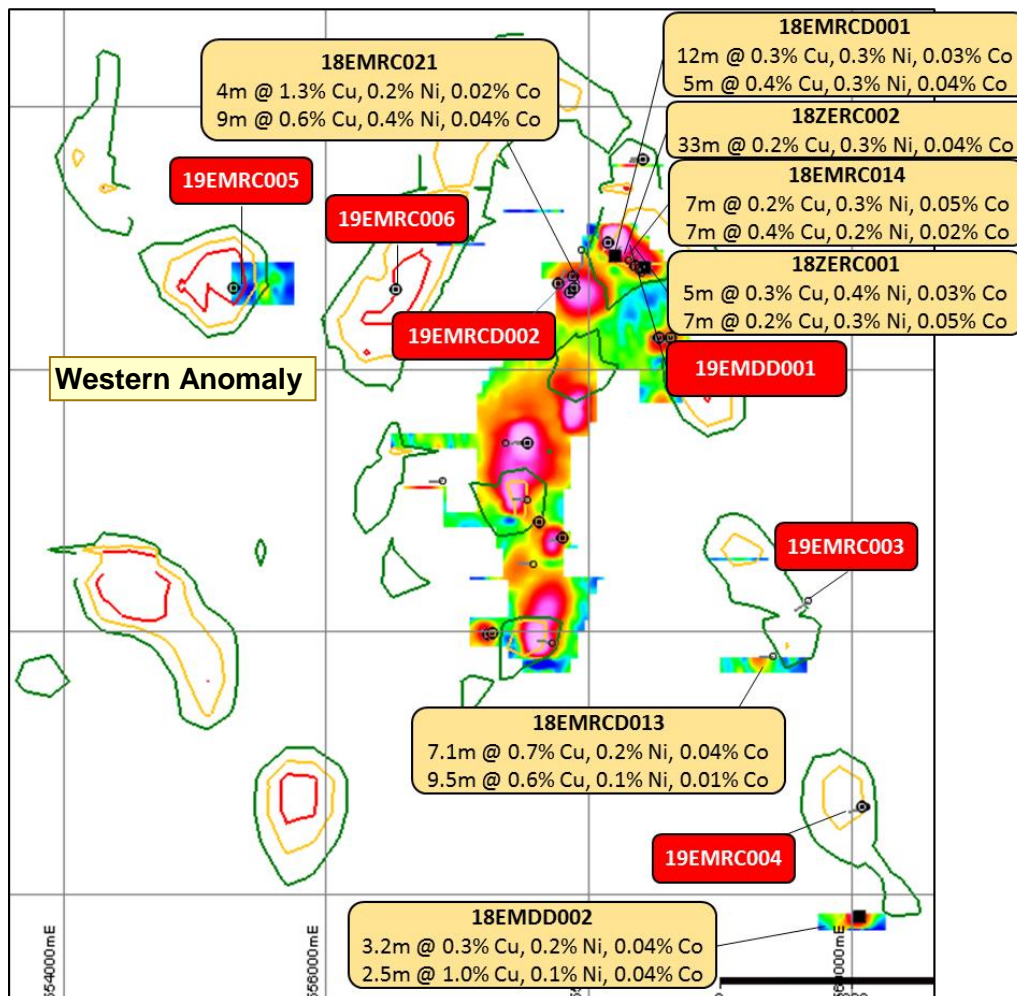 18EMRCD001
12m @ 0.3% Cu, 0.3% Ni, 0.03% Co
5m @ 0.4% Cu, 0.3% Ni, 0.04% Co
18EMRC021
4m @ 1.3% Cu, 0.2% Ni, 0.02% Co
9m @ 0.6% Cu, 0.4% Ni, 0.04% Co
18ZERC002
33m @ 0.2% Cu, 0.3% Ni, 0.04% Co
18EMRC014
7m @ 0.2% Cu, 0.3% Ni, 0.05% Co
7m @ 0.4% Cu, 0.2% Ni, 0.02% Co
19EMRC005
19EMRC006
18ZERC001
5m @ 0.3% Cu, 0.4% Ni, 0.03% Co
7m @ 0.2% Cu, 0.3% Ni, 0.05% Co
19EMRCD002
19EMDD001
Western Anomaly
19EMRC003
18EMRCD013
7.1m @ 0.7% Cu, 0.2% Ni, 0.04% Co
9.5m @ 0.6% Cu, 0.1% Ni, 0.01% Co
19EMRC004
18EMDD002
3.2m @ 0.3% Cu, 0.2% Ni, 0.04% Co
2.5m @ 1.0% Cu, 0.1% Ni, 0.04% Co
554000mE
556000mE